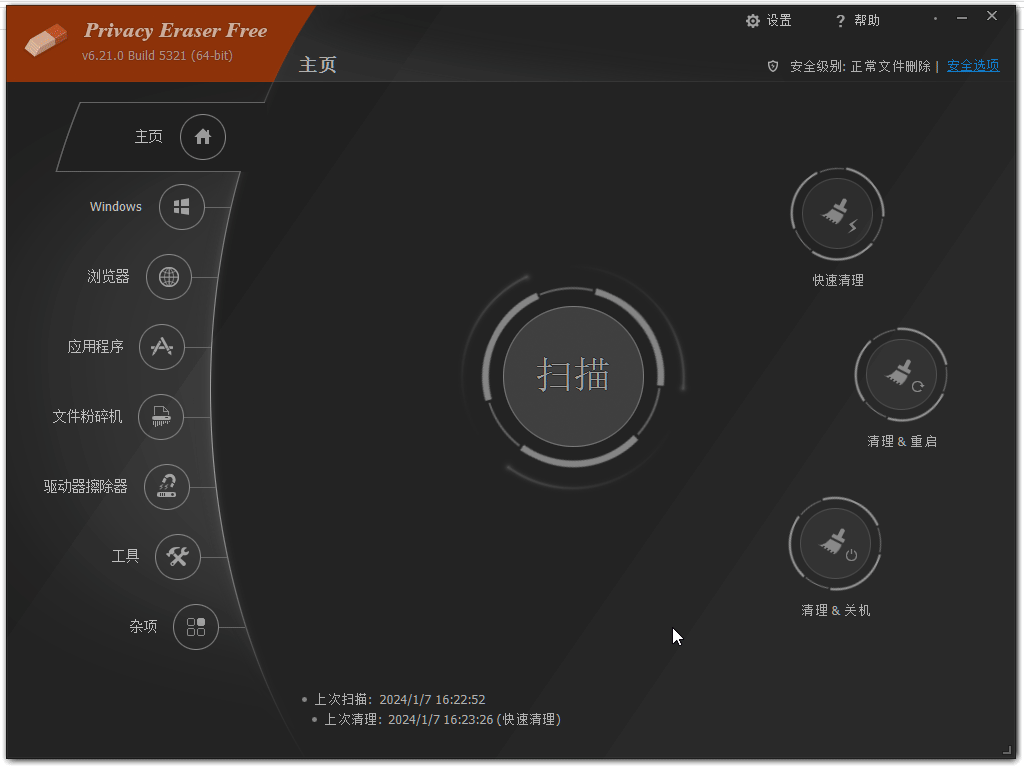 Privacy Eraser Free
v6.21.0 Build 5321 (64-bit)
设置
? 帮助
主页
安全级别: 正常文件删除 | 安全选项
主页
Windows
浏览器
应用程序
文件粉碎机
驱动器擦除器
工具
杂项
扫描
快速清理
清理 & 重启
清理 & 关机
上次扫描: 2024/1/7 16:22:52
上次清理: 2024/1/7 16:23:26 (快速清理)